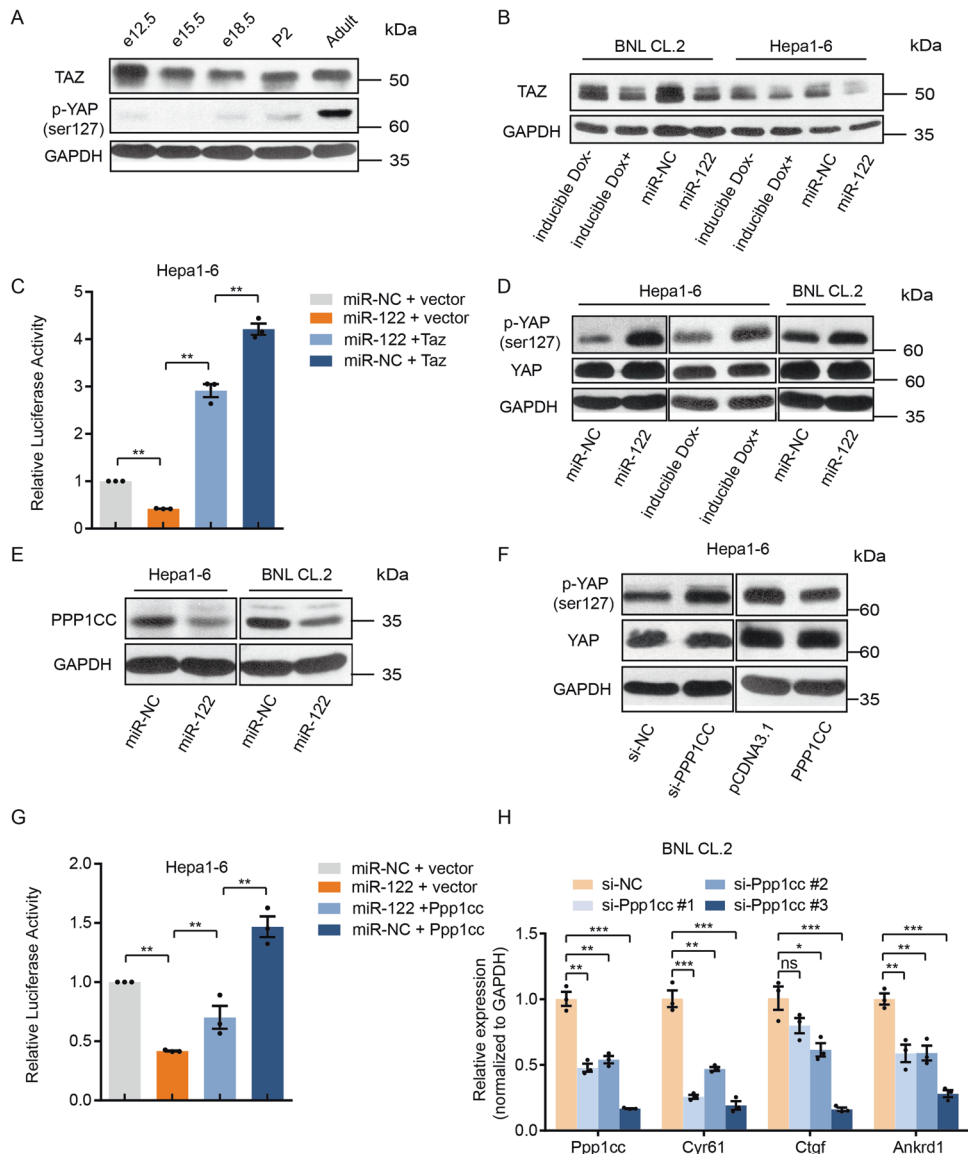 A
e12.5 e15.5 e18.5 P2 Adult kDa
TAZ
50
p-YAP
(ser127)
60
GAPDH
35
B
BNL CL.2 Hepa1-6 kDa
TAZ
50
GAPDH
35
inducible Dox- inducible Dox+ miR-NC miR-122 inducible Dox- inducible Dox+ miR-NC miR-122
C
Hepa1-6
Relative Luciferase Activity
5
4
3
2
1
0
** ** **
miR-NC + vector
miR-122 + vector
miR-122 +Taz
miR-NC + Taz
D
Hepa1-6 BNL CL.2 kDa
p-YAP
(ser127)
60
YAP
60
GAPDH
35
miR-NC miR-122 inducible Dox- inducible Dox+ miR-NC miR-122
E
Hepa1-6 BNL CL.2 kDa
PPP1CC
35
GAPDH
35
miR-NC miR-122 miR-NC miR-122
F
Hepa1-6
kDa
p-YAP
(ser127)
60
YAP
60
GAPDH
35
si-NC si-PPP1CC pCDNA3.1 PPP1CC
G
Hepa1-6
Relative Luciferase Activity
2.0
1.5
1.0
0.5
0.0
** ** **
miR-NC + vector
miR-122 + vector
miR-122 +Ppp1cc
miR-NC + Ppp1cc
H
BNL CL.2
si-NC si-Ppp1cc #2
si-Ppp1cc #1 si-Ppp1cc #3
Relative expression
(normalized to GAPDH)
1.5
1.0
0.5
0.0
*** *** *** ***
** ** * **
** *** ns **
Ppp1cc Cyr61 Ctgf Ankrd1